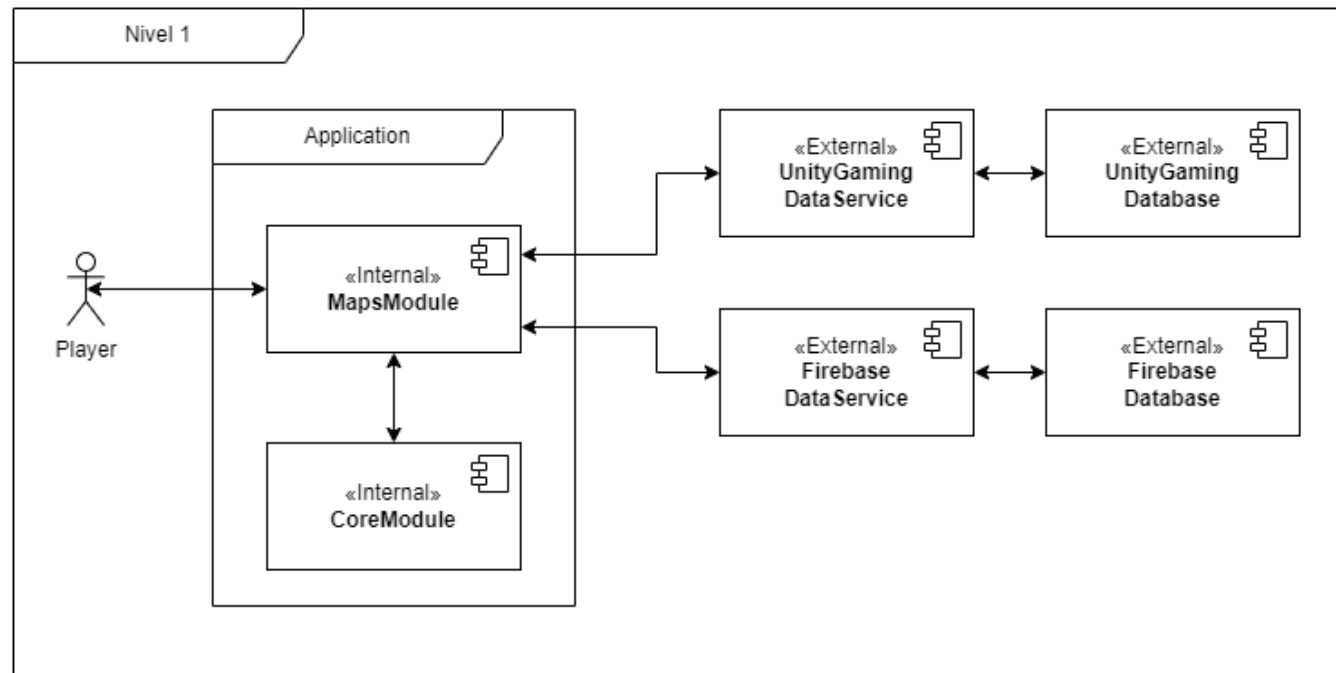 Nivel 1
Application
«External»
UnityGaming
DataService
«External»
UnityGaming
Database
«Internal»
MapsModule
Player
«External»
Firebase
DataService
«External»
Firebase
Database
«Internal»
CoreModule